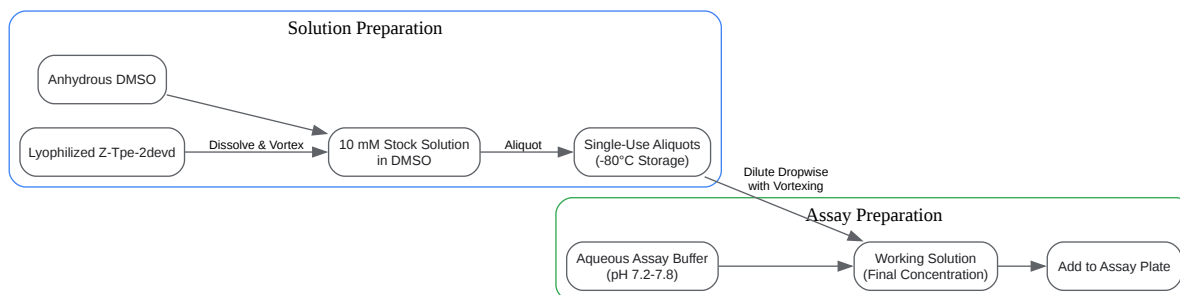 Solution Preparation
Anhydrous DMSO
Lyophilized Z-Tpe-2devd
Dissolve & Vortex
10 mM Stock Solution
in DMSO
Aliquot
Single-Use Aliquots
(-80°C Storage)
Dilute Dropwise
with Vortexing
Assay Preparation
Aqueous Assay Buffer
(pH 7.2-7.8)
Working Solution
(Final Concentration)
Add to Assay Plate